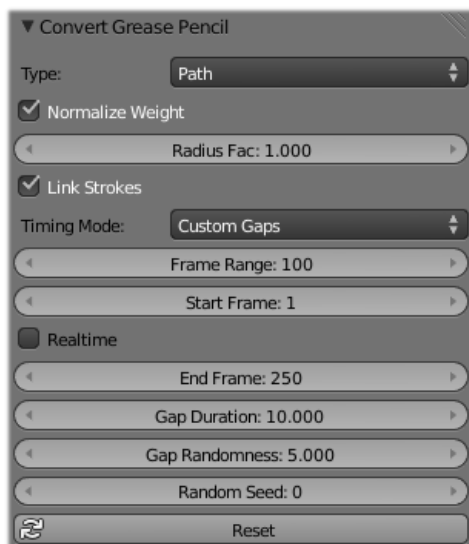 Convert Grease Pencil
Type: Path
Normalize Weight
Radius Fac: 1.000
Link Strokes
Timing Mode: Custom Gaps
Frame Range: 100
Start Frame: 1
Realtime
End Frame: 250
Gap Duration: 10.000
Gap Randomness: 5.000
Random Seed: 0
Reset